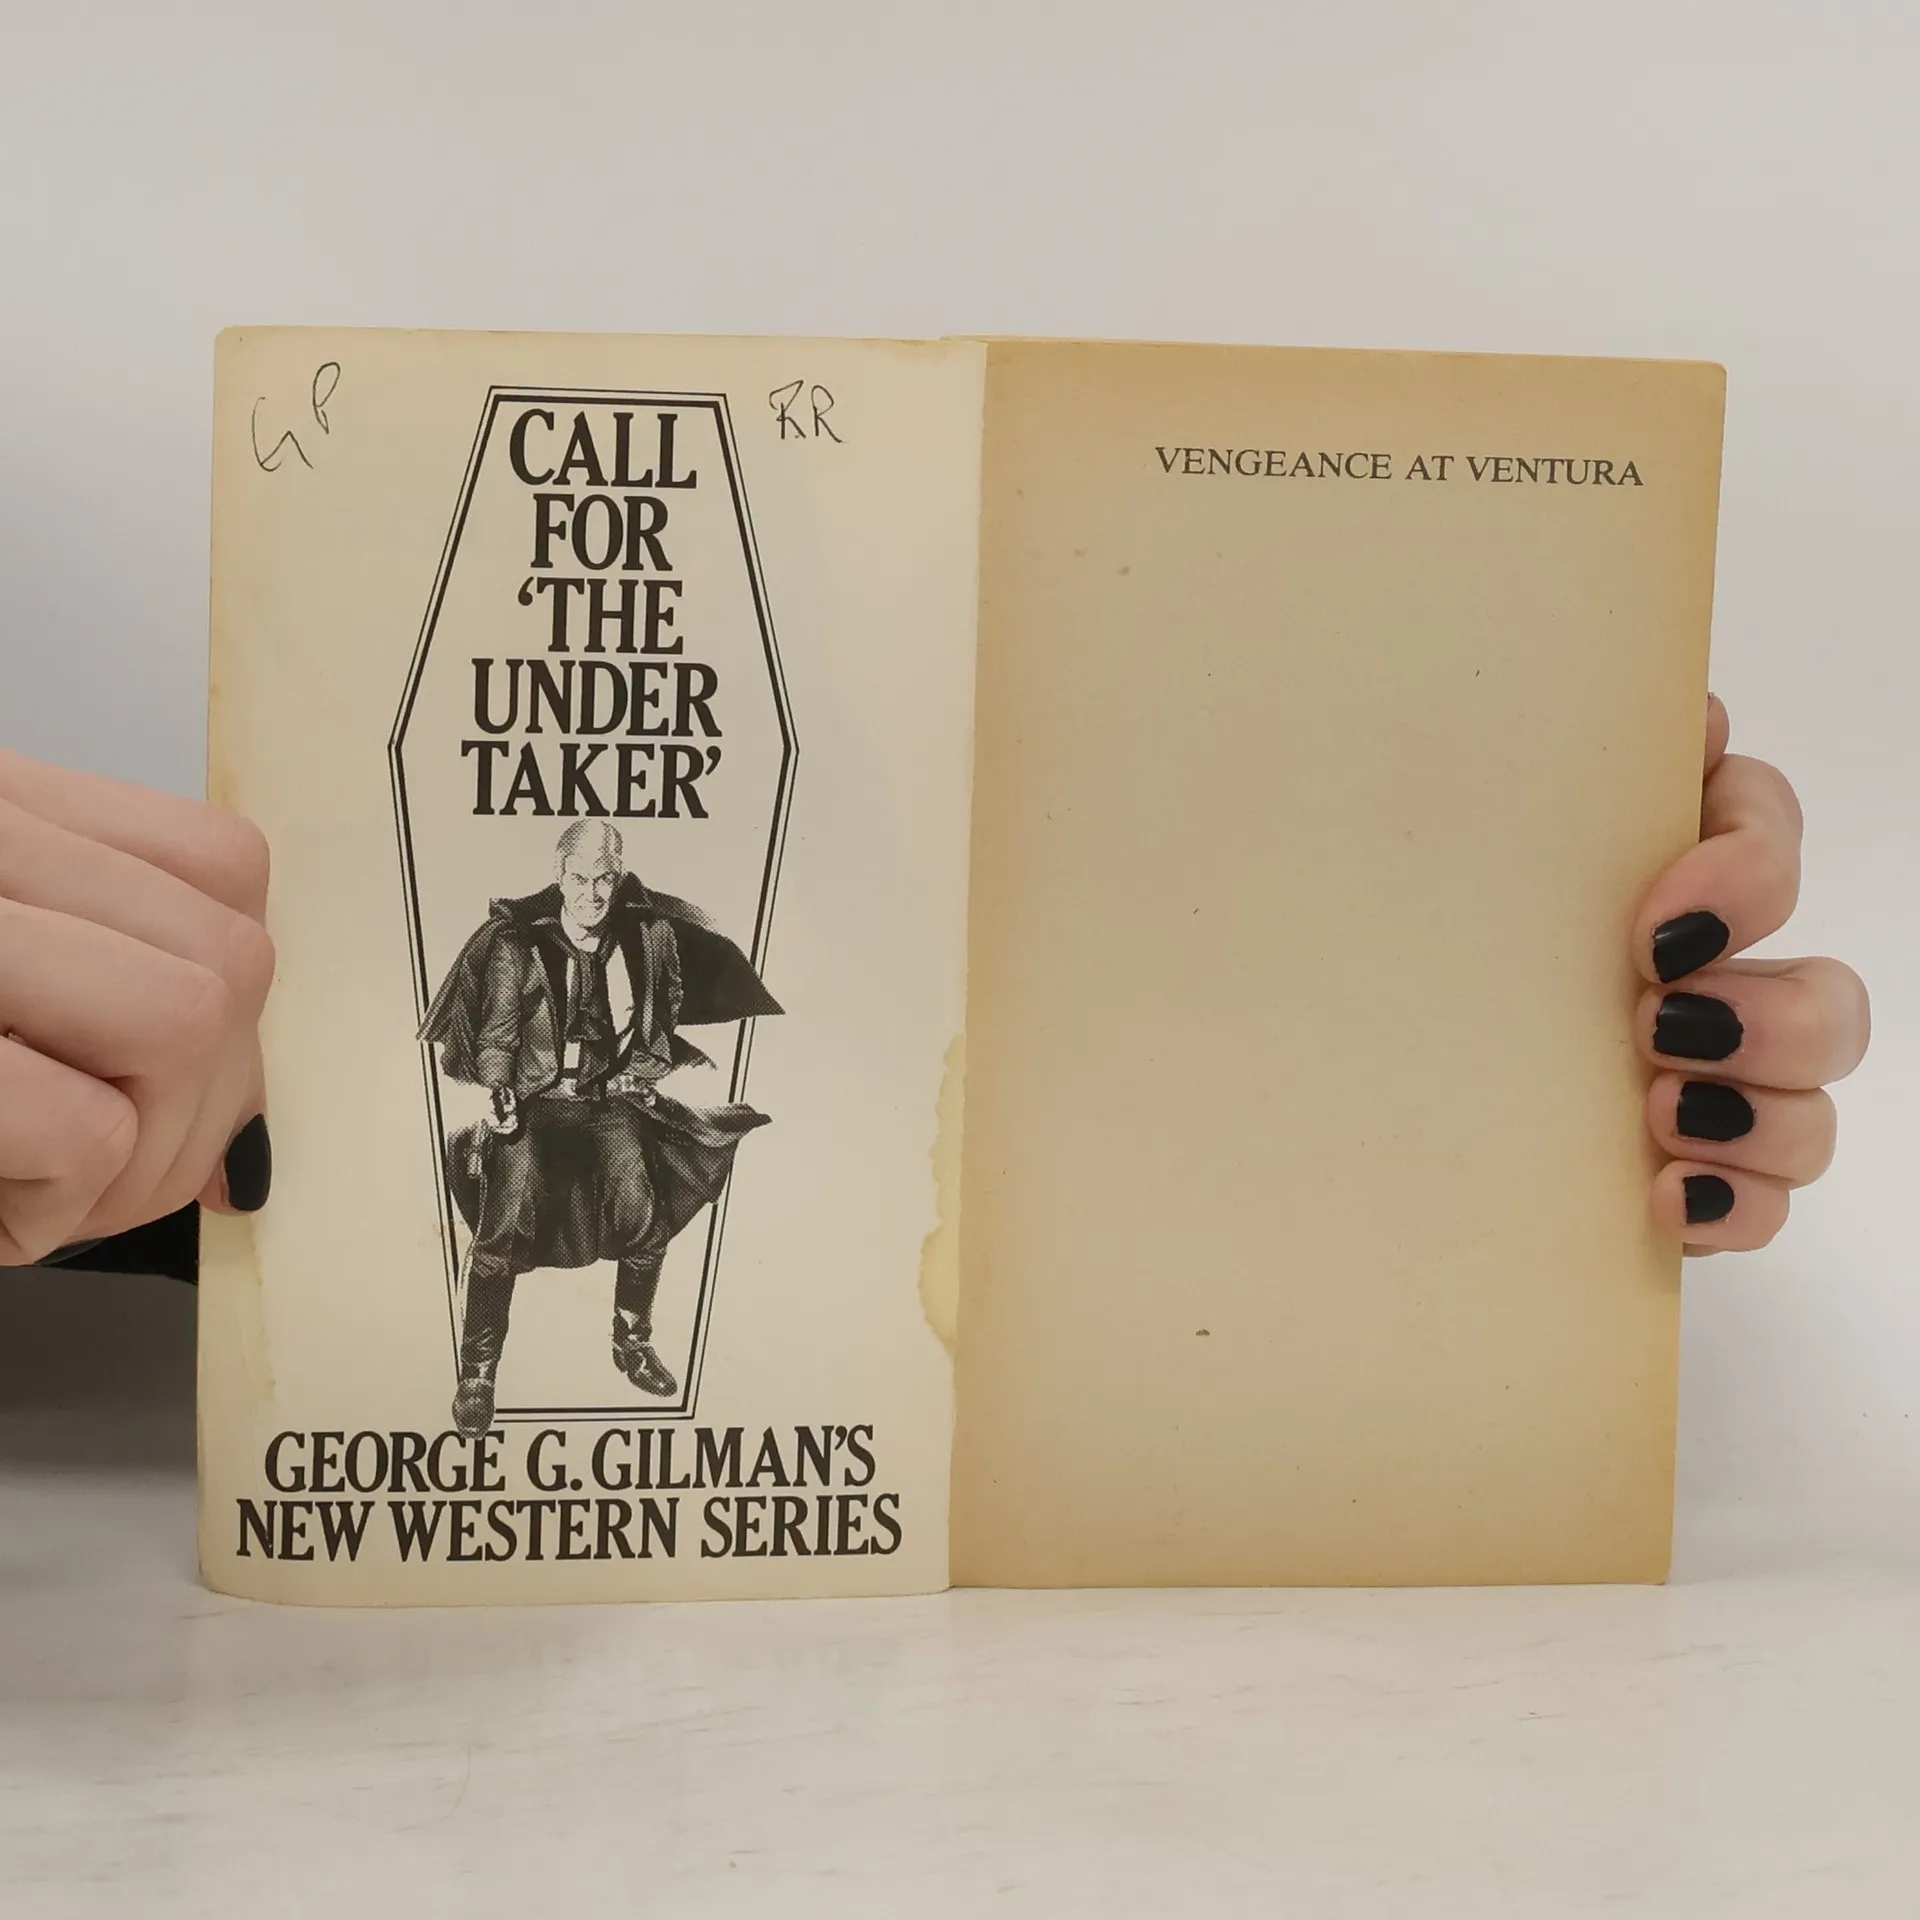 GP
RR
CALL
FOR
‘THE
UNDER
TAKER’
GEORGE G. GILMAN’S
NEW WESTERN SERIES
VENGEANCE AT VENTURA